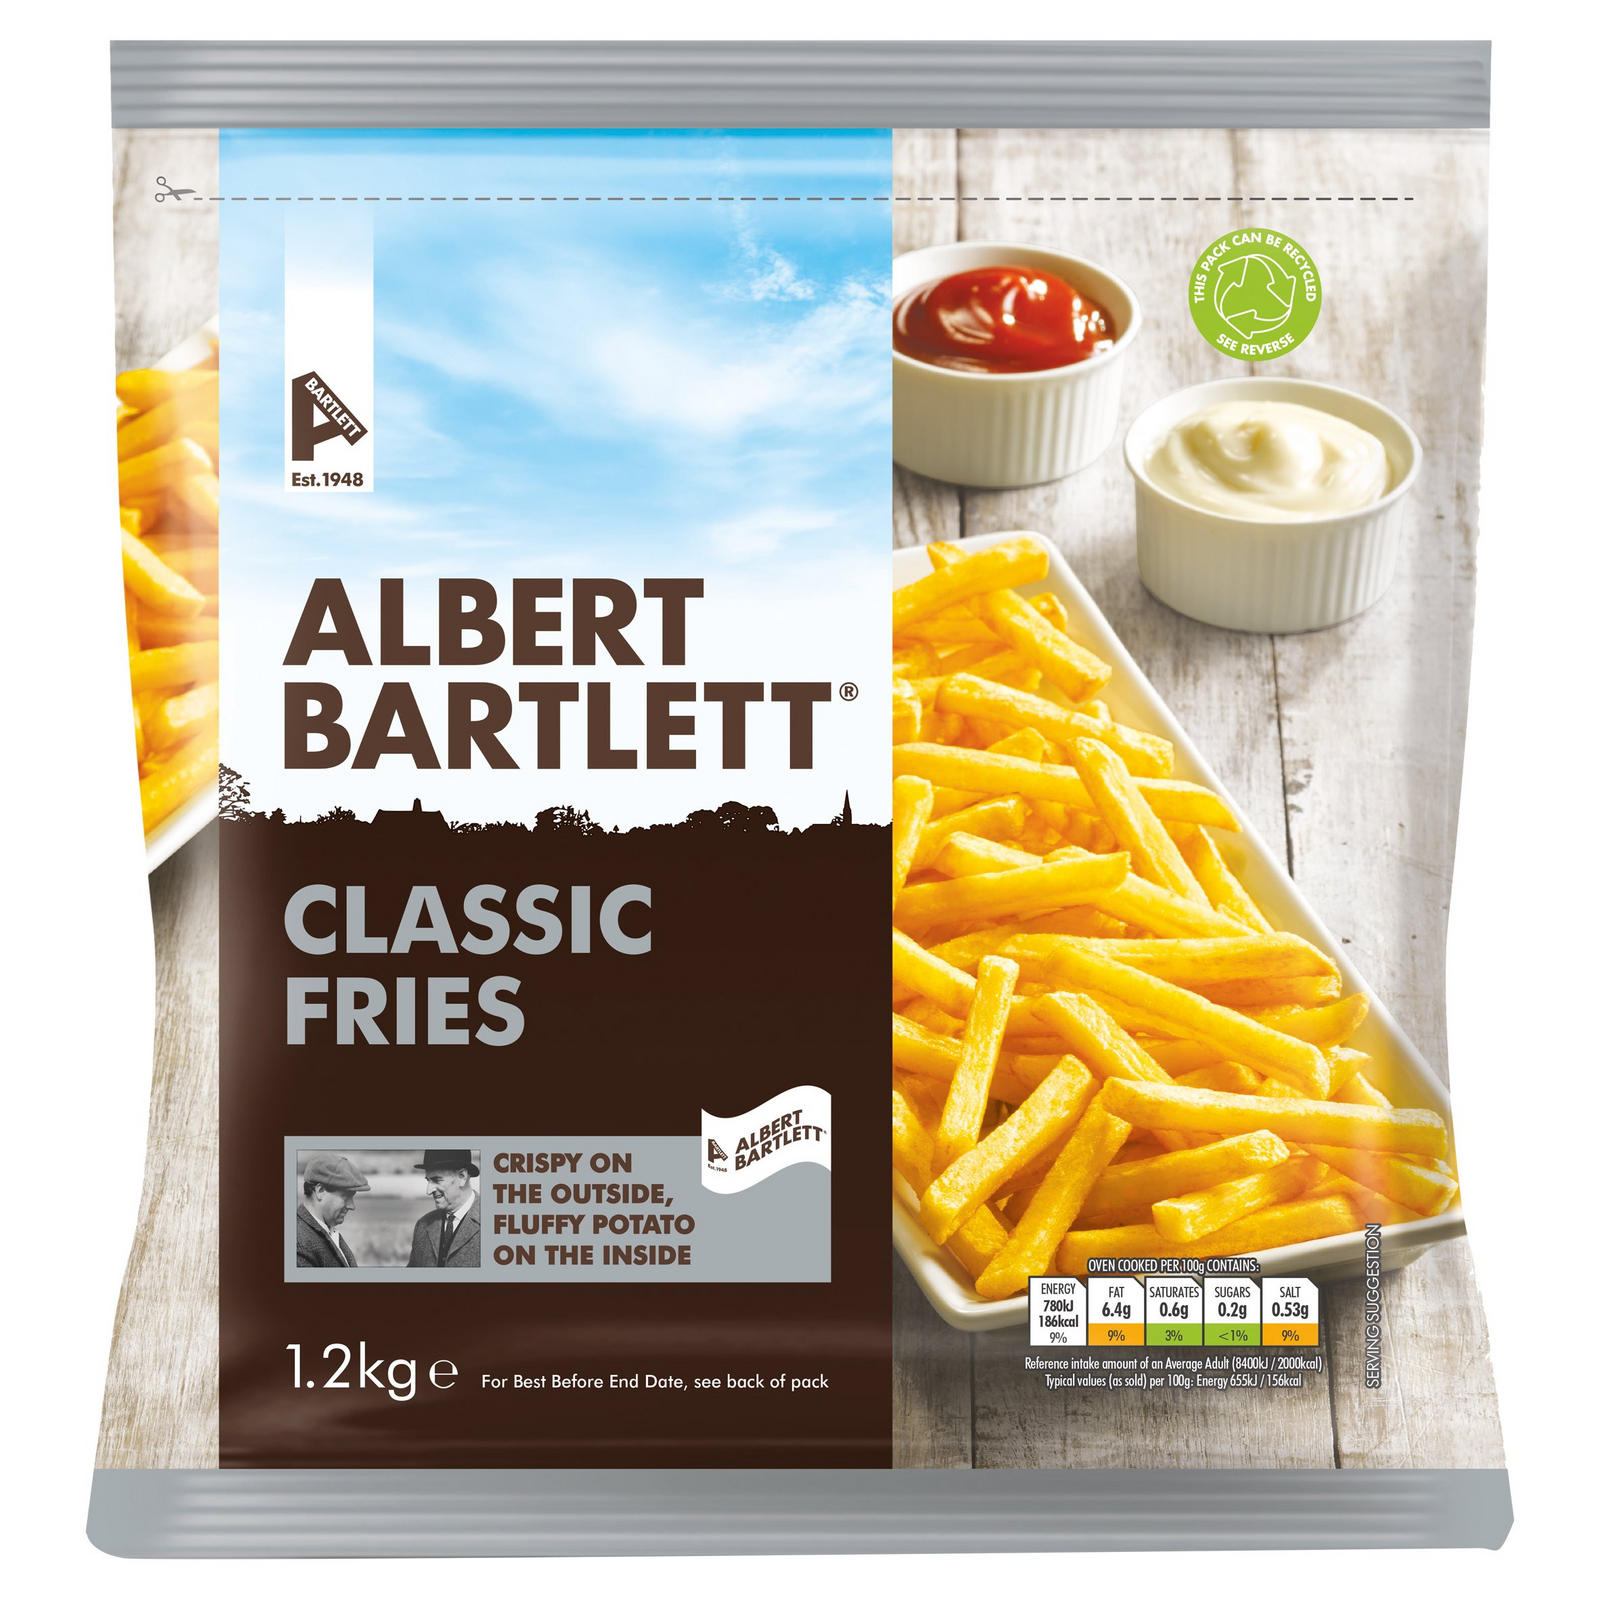 THIS PACK CAN BE RECYCLED
SEE REVERSE
A
BARTLETT
Est.1948
ALBERT
BARTLETT®
CLASSIC
FRIES
CRISPY ON
THE OUTSIDE,
FLUFFY POTATO
ON THE INSIDE
BARTLETT
Est.1948
ALBERT
BARTLETT
1.2kg e
For Best Before End Date, see back of pack
OVEN COOKED PER 100g CONTAINS:
ENERGY FAT SATURATES SUGARS SALT
780kJ 6.4g 0.6g 0.2g 0.53g
186kcal
9% 9% 3% <1% 9%
Reference intake amount of an Average Adult (8400kJ / 2000kcal)
Typical values (as sold) per 100g: Energy 655kJ / 156kcal
SERVING SUGGESTION